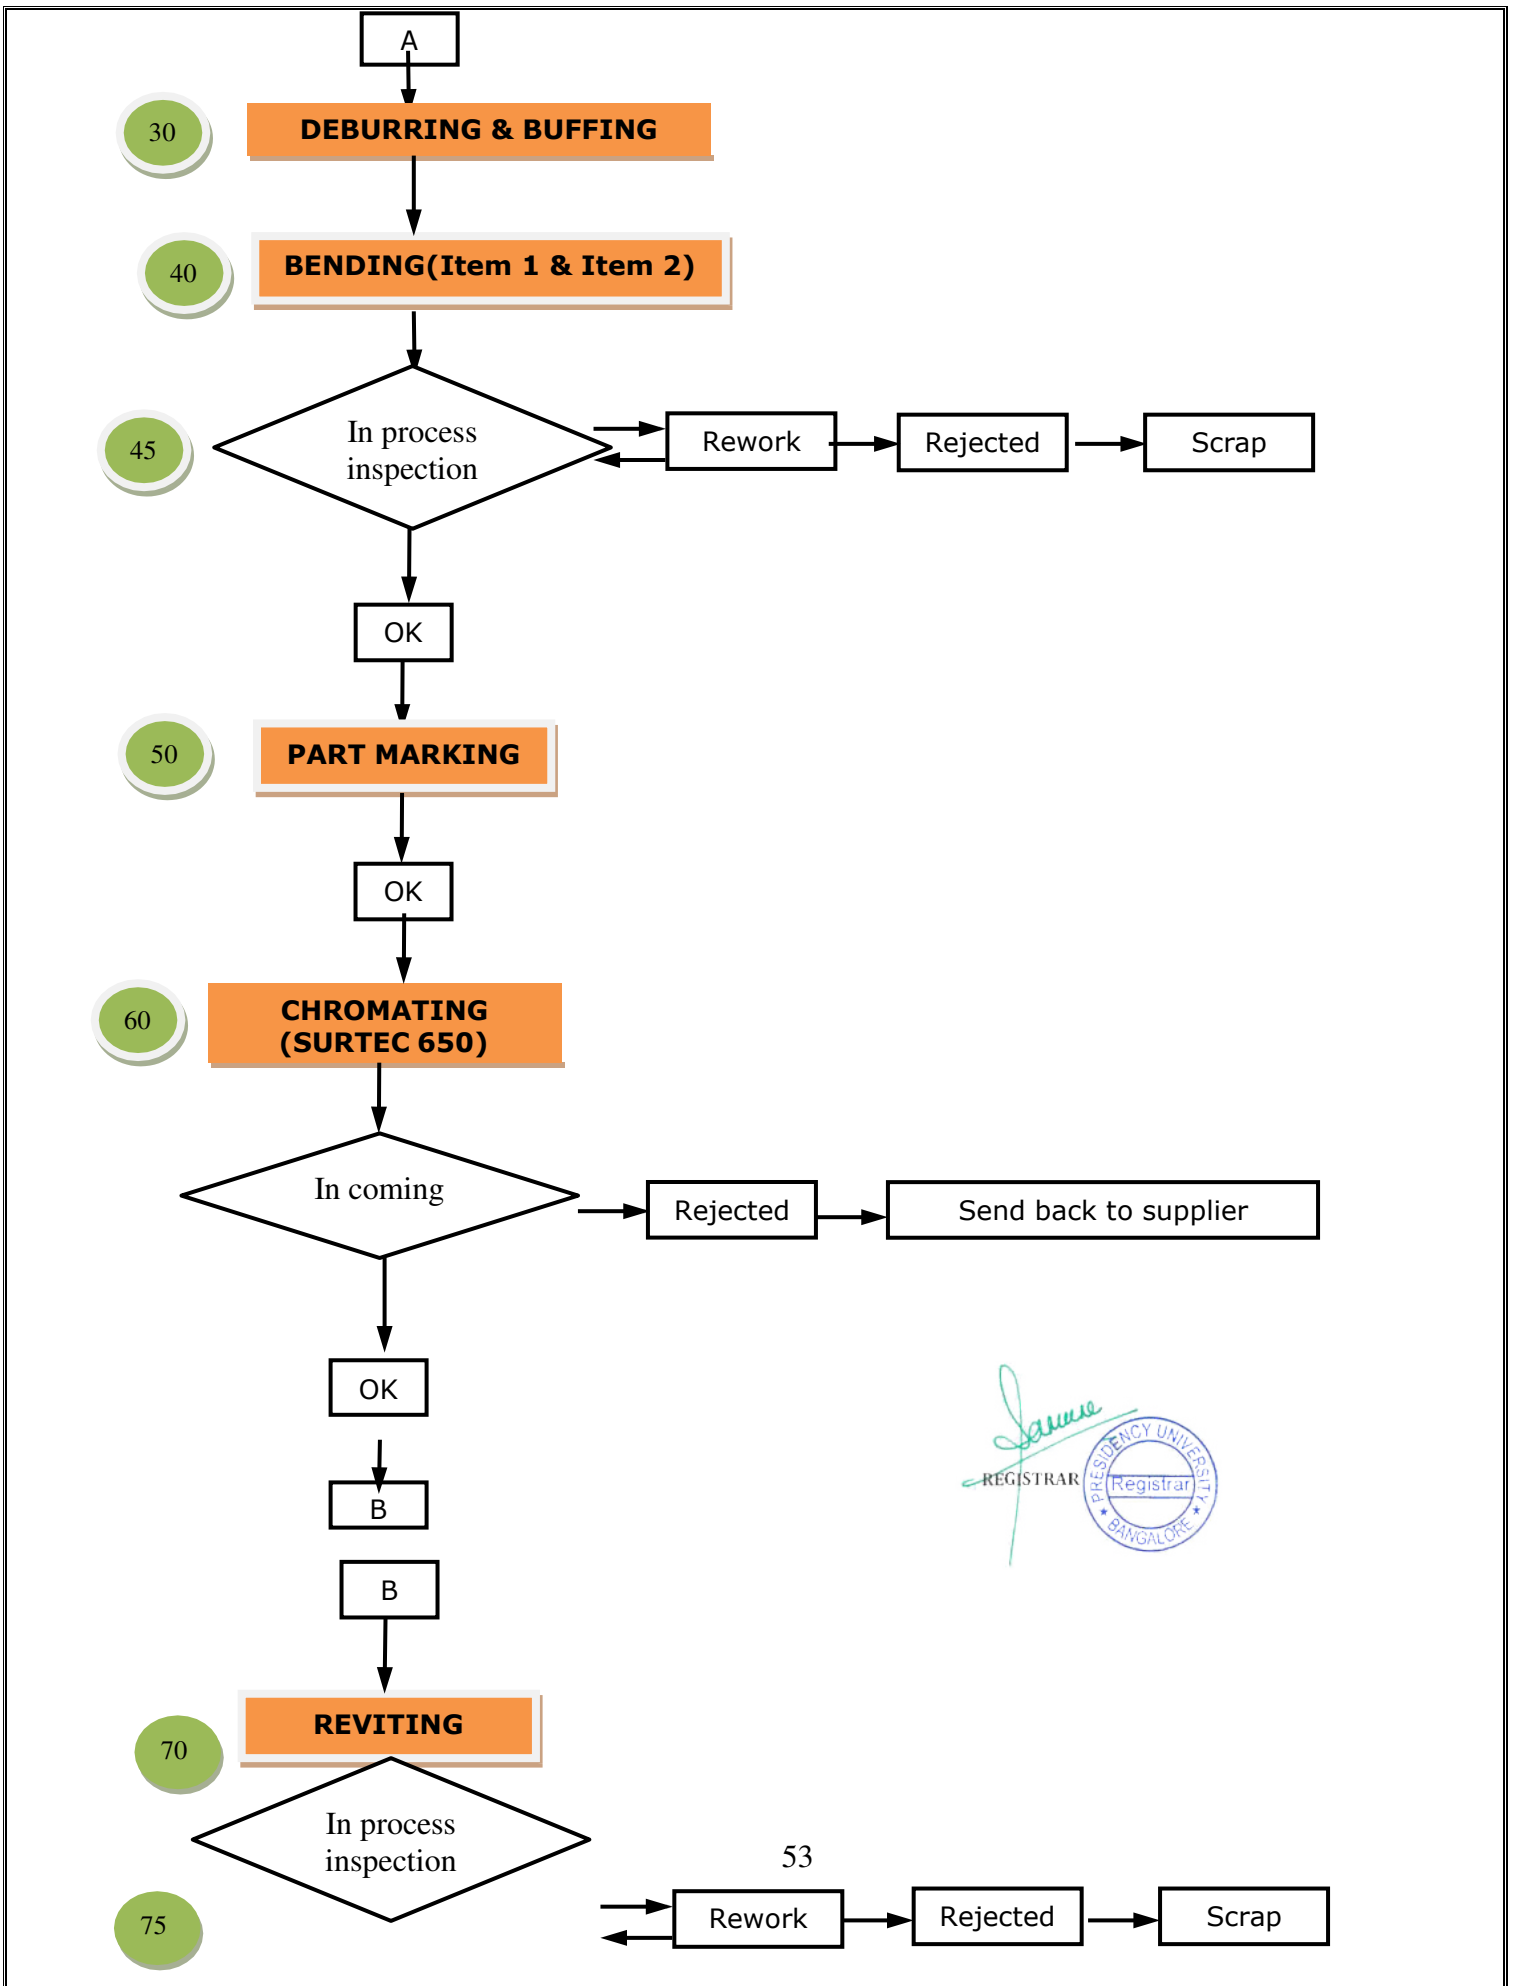 A
30
DEBURRING & BUFFING
40
BENDING(Item 1 & Item 2)
45
In process
inspection
Rework
Rejected
Scrap
OK
50
PART MARKING
OK
60
CHROMATING
(SURTEC 650)
In coming
Rejected
Send back to supplier
OK
B
REGISTRAR
PRESIDENCY UNIVERSITY
Registrar
★ BANGALORE ★
B
REVITING
70
In process
inspection
53
75
Rework
Rejected
Scrap